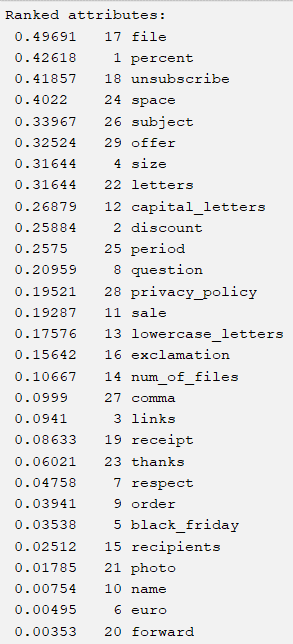 Ranked attributes:
0.49691 17 file
0.42618 1 percent
0.41857 18 unsubscribe
0.4022 24 space
0.33967 26 subject
0.32524 29 offer
0.31644 4 size
0.31644 22 letters
0.26879 12 capital_letters
0.25884 2 discount
0.2575 25 period
0.20959 8 question
0.19521 28 privacy_policy
0.19287 11 sale
0.17576 13 lowercase_letters
0.15642 16 exclamation
0.10667 14 num_of_files
0.0999 27 comma
0.0941 3 links
0.08633 19 receipt
0.06021 23 thanks
0.04758 7 respect
0.03941 9 order
0.03538 5 black_friday
0.02512 15 recipients
0.01785 21 photo
0.00754 10 name
0.00495 6 euro
0.00353 20 forward